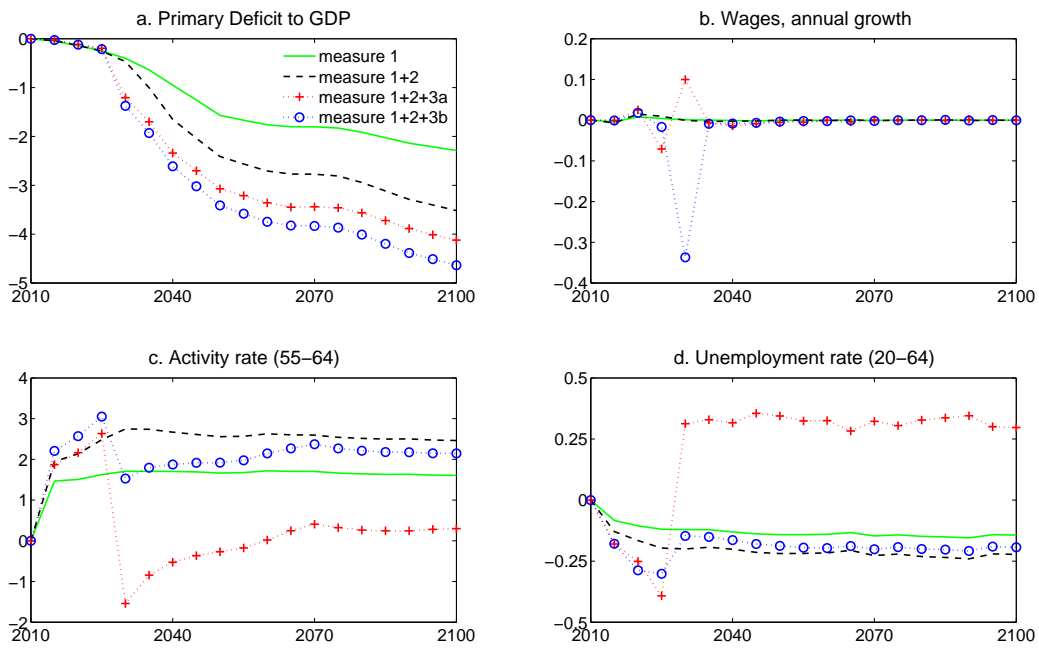 a. Primary Deficit to GDP
0
−1
−2
−3
−4
−5
2010 2040 2070 2100
measure 1
measure 1+2
measure 1+2+3a
measure 1+2+3b
b. Wages, annual growth
0.2
0.1
0
−0.1
−0.2
−0.3
−0.4
2010 2040 2070 2100
c. Activity rate (55−64)
4
3
2
1
0
−1
−2
2010 2040 2070 2100
d. Unemployment rate (20−64)
0.5
0.25
0
−0.25
−0.5
2010 2040 2070 2100